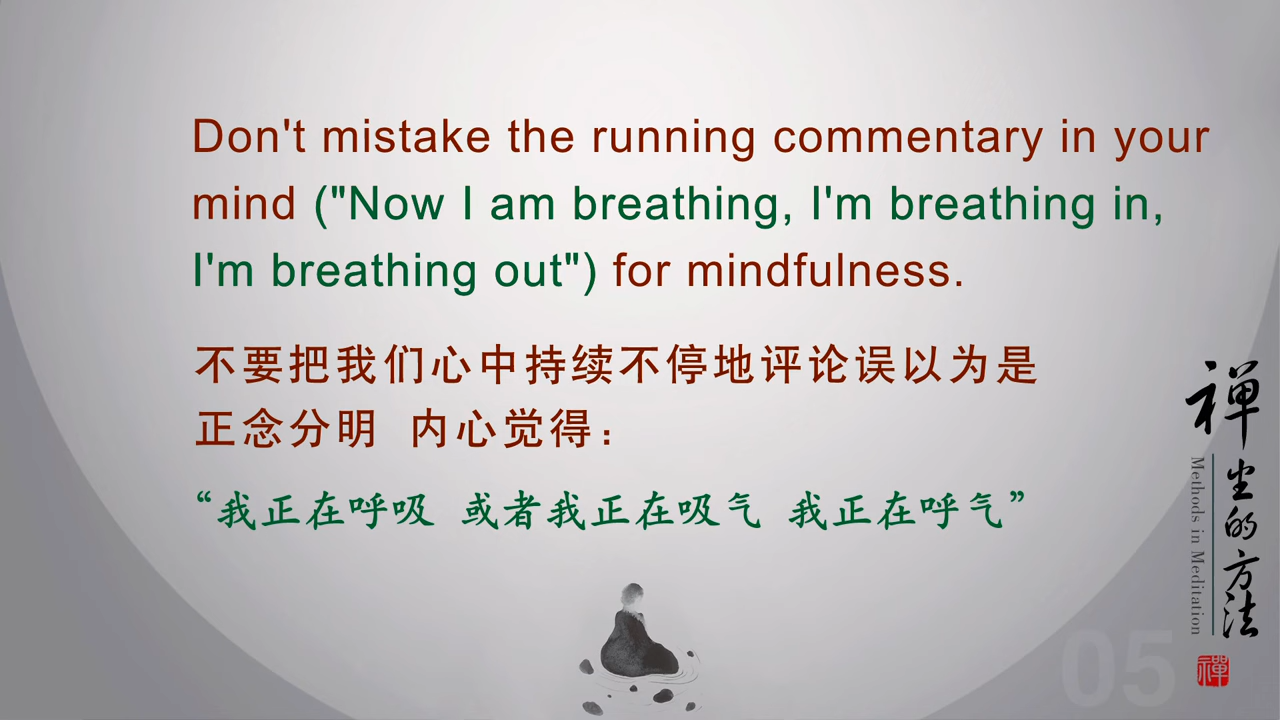 Don't mistake the running commentary in your
mind ("Now I am breathing, I'm breathing in,
I'm breathing out") for mindfulness.
不要把我们心中持续不停地评论误以为是
正念分明 内心觉得：
“我正在呼吸 或者我正在吸气 我正在呼气”
禅坐的方法
Methods in Meditation
05
禪